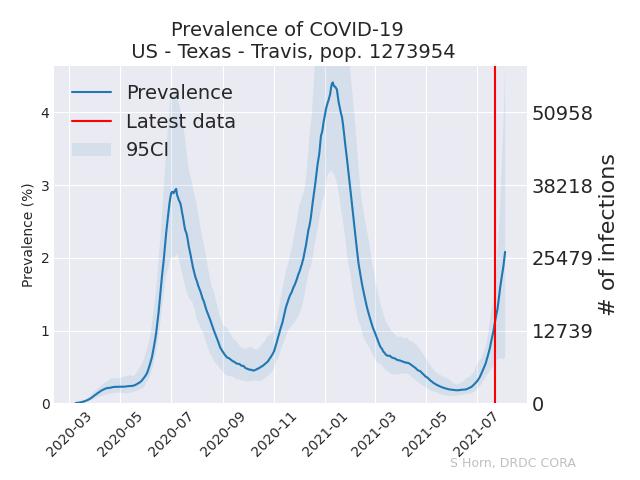 Prevalence of COVID-19
US - Texas - Travis, pop. 1273954
Prevalence
Latest data
95CI
Prevalence (%)
4
3
2
1
0
50958
38218
25479
12739
0
# of infections
2020-03
2020-05
2020-07
2020-09
2020-11
2021-01
2021-03
2021-05
2021-07
S Horn, DRDC CORA